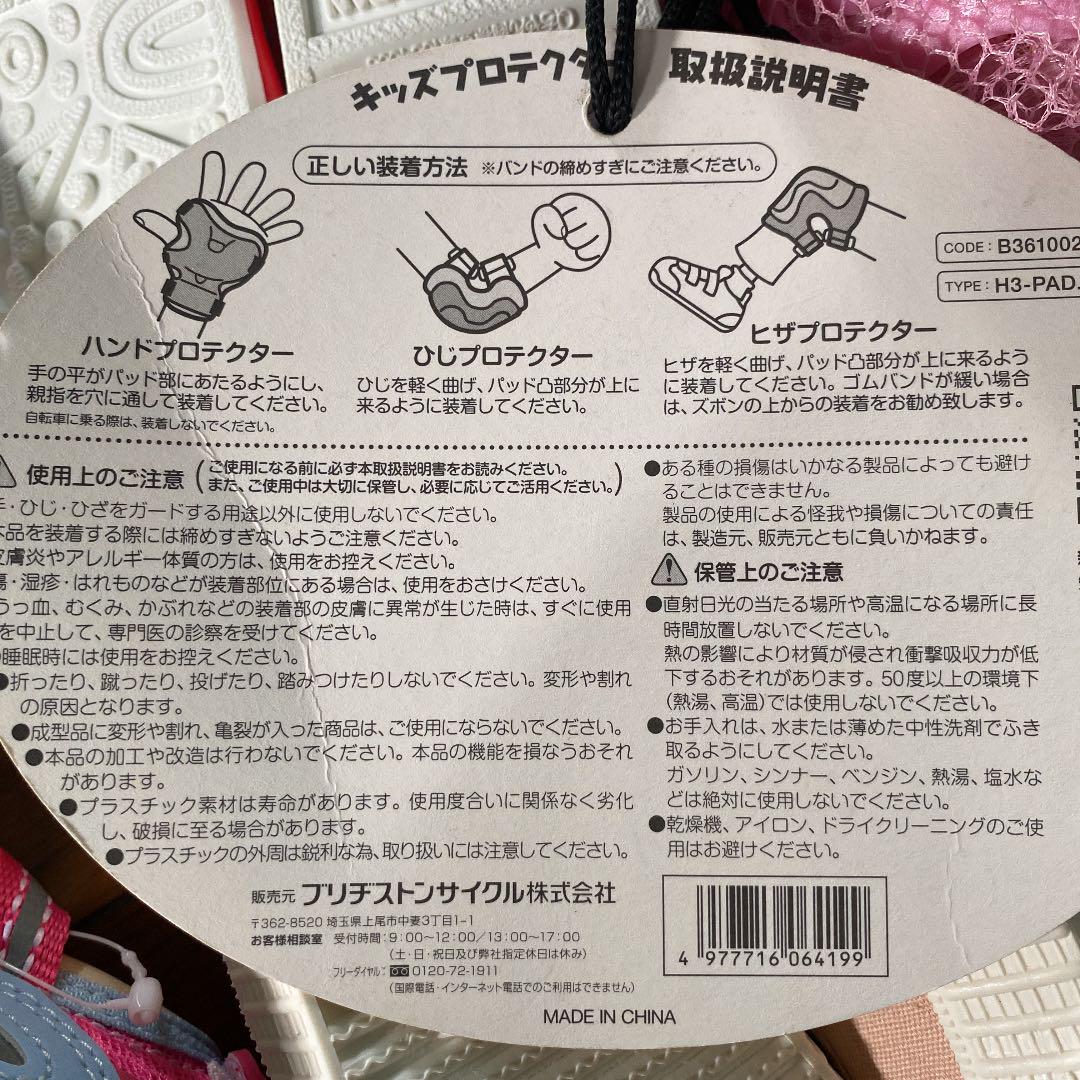 キッズプロテクター 取扱説明書
正しい装着方法 ※バンドの締めすぎにご注意ください。
CODE: B361002
TYPE: H3-PAD.
ハンドプロテクター
手の平がパッド部にあたるようにし、
親指を穴に通して装着してください。
自転車に乗る際は、装着しないでください。
ひじプロテクター
ひじを軽く曲げ、パッド凸部分が上に
来るように装着してください。
ヒザプロテクター
ヒザを軽く曲げ、パッド凸部分が上に来るよう
に装着してください。ゴムバンドが緩い場合
は、ズボンの上からの装着をお勧め致します。
使用上のご注意 (ご使用になる前に必ず本取扱説明書をお読みください。
また、ご使用中は大切に保管し、必要に応じてご活用ください。)
手・ひじ・ひざをガードする用途以外に使用しないでください。
本品を装着する際には締めすぎないようご注意ください。
皮膚炎やアレルギー体質の方は、使用をお控えください。
傷・湿疹・はれものなどが装着部位にある場合は、使用をおさけください。
うっ血、むくみ、かぶれなどの装着部の皮膚に異常が生じた時は、すぐに使用
を中止して、専門医の診察を受けてください。
睡眠時には使用をお控えください。
●折ったり、蹴ったり、投げたり、踏みつけたりしないでください。変形や割れ
の原因となります。
●成型品に変形や割れ、亀裂が入った商品は、ご使用にならないでください。
●本品の加工や改造は行わないでください。本品の機能を損なうおそれ
があります。
●プラスチック素材は寿命があります。使用度合いに関係なく劣化
し、破損に至る場合があります。
●プラスチックの外周は鋭利な為、取り扱いには注意してください。
●ある種の損傷はいかなる製品によっても避け
ることはできません。
製品の使用による怪我や損傷についての責任
は、製造元、販売元ともに負いかねます。
保管上のご注意
●直射日光の当たる場所や高温になる場所に長
時間放置しないでください。
熱の影響により材質が侵され衝撃吸収力が低
下するおそれがあります。50度以上の環境下
(熱湯、高温)では使用しないでください。
●お手入れは、水または薄めた中性洗剤でふき
取るようにしてください。
ガソリン、シンナー、ベンジン、熱湯、塩水な
どは絶対に使用しないでください。
●乾燥機、アイロン、ドライクリーニングのご使
用はお避けください。
販売元 ブリヂストンサイクル株式会社
〒362-8520 埼玉県上尾市中妻3丁目1-1
お客様相談室 受付時間:9:00〜12:00/13:00〜17:00
(土・日・祝日及び弊社指定休日は休み)
フリーダイヤル: 0120-72-1911
(国際電話・インターネット電話でのご利用はできません)
4 977716 064199
MADE IN CHINA